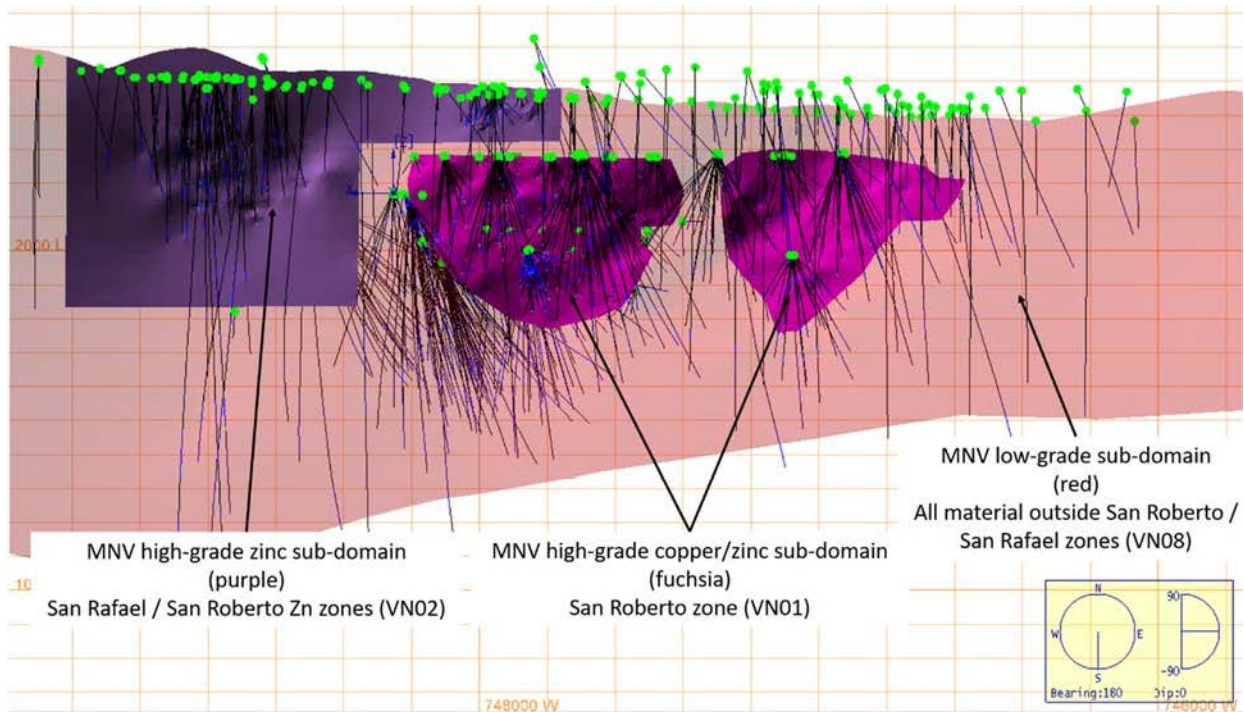 [Z]
2000 L
MNV low-grade sub-domain
(red)
All material outside San Roberto /
San Rafael zones (VN08)
MNV high-grade zinc sub-domain
(purple)
San Rafael / San Roberto Zn zones (VN02)
MNV high-grade copper/zinc sub-domain
(fuchsia)
San Roberto zone (VN01)
N
W
E
S
90
-90
Bearing:180
Dip:0
748000 W
746000 W